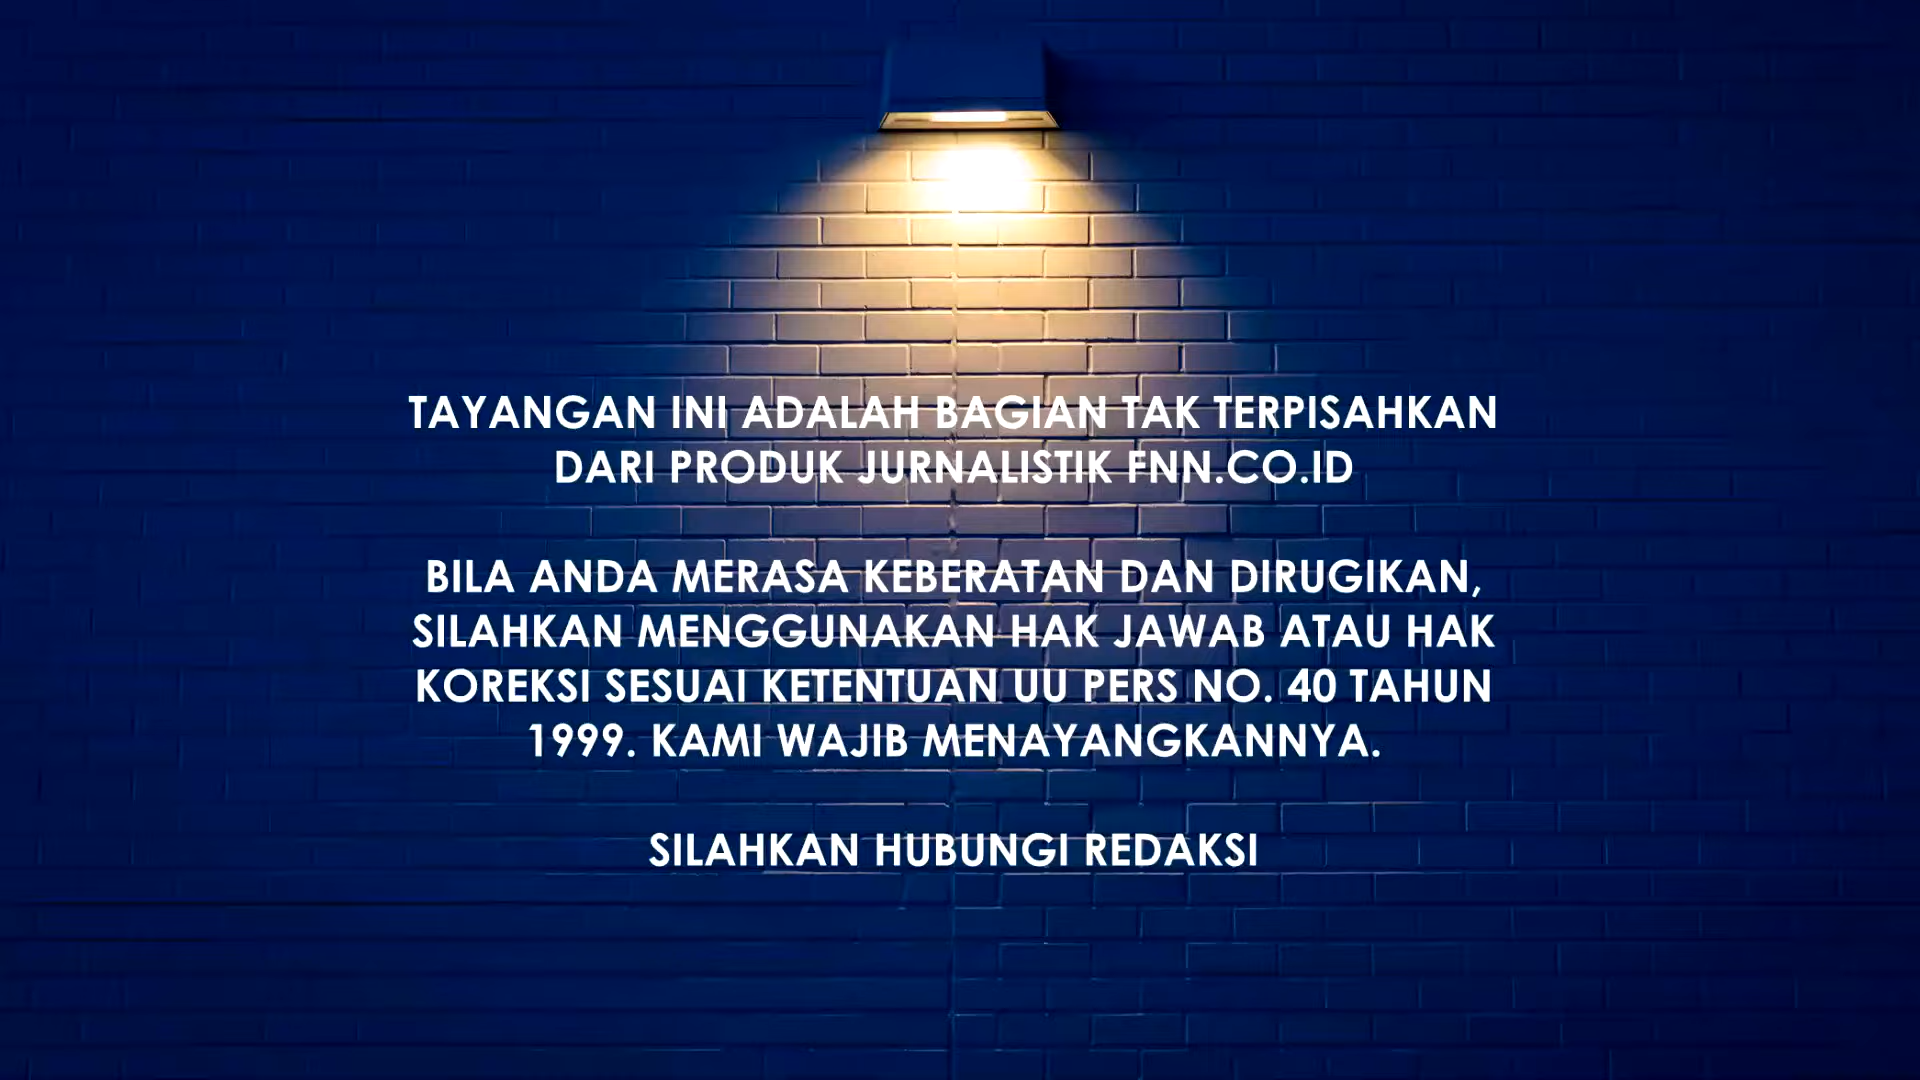 TAYANGAN INI ADALAH BAGIAN TAK TERPISAHKAN
DARI PRODUK JURNALISTIK FNN.CO.ID
BILA ANDA MERASA KEBERATAN DAN DIRUGIKAN,
SILAHKAN MENGGUNAKAN HAK JAWAB ATAU HAK
KOREKSI SESUAI KETENTUAN UU PERS NO. 40 TAHUN
1999. KAMI WAJIB MENAYANGKANNYA.
SILAHKAN HUBUNGI REDAKSI